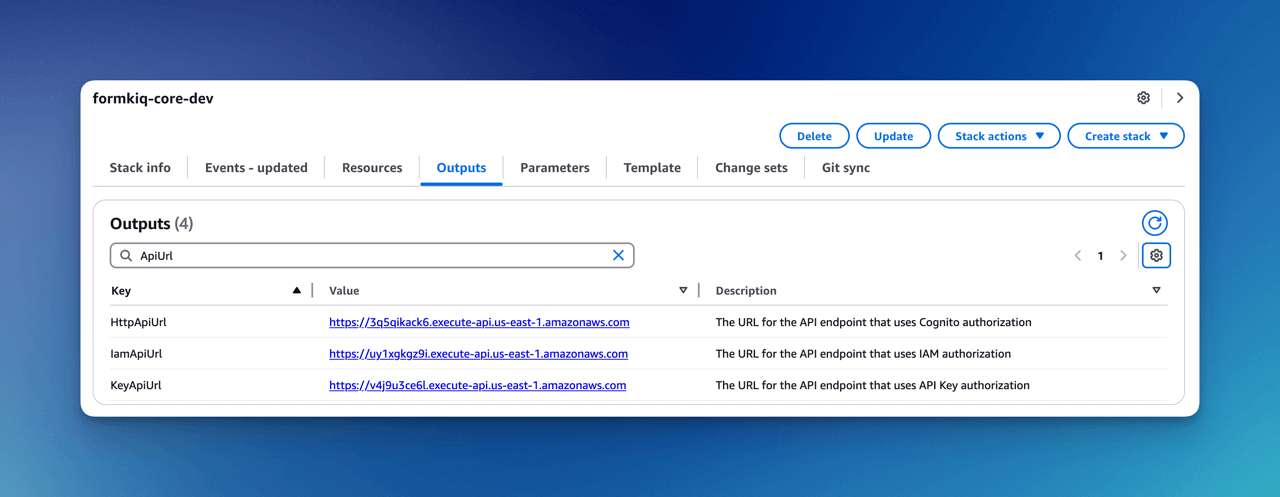 formkiq-core-dev
Delete Update Stack actions Create stack
Stack info Events - updated Resources Outputs Parameters Template Change sets Git sync
Outputs (4)
ApiUrl
1
Key Value Description
HttpApiUrl https://3q5qikack6.execute-api.us-east-1.amazonaws.com The URL for the API endpoint that uses Cognito authorization
IamApiUrl https://uy1xgkgz9i.execute-api.us-east-1.amazonaws.com The URL for the API endpoint that uses IAM authorization
KeyApiUrl https://v4j9u3ce6l.execute-api.us-east-1.amazonaws.com The URL for the API endpoint that uses API Key authorization